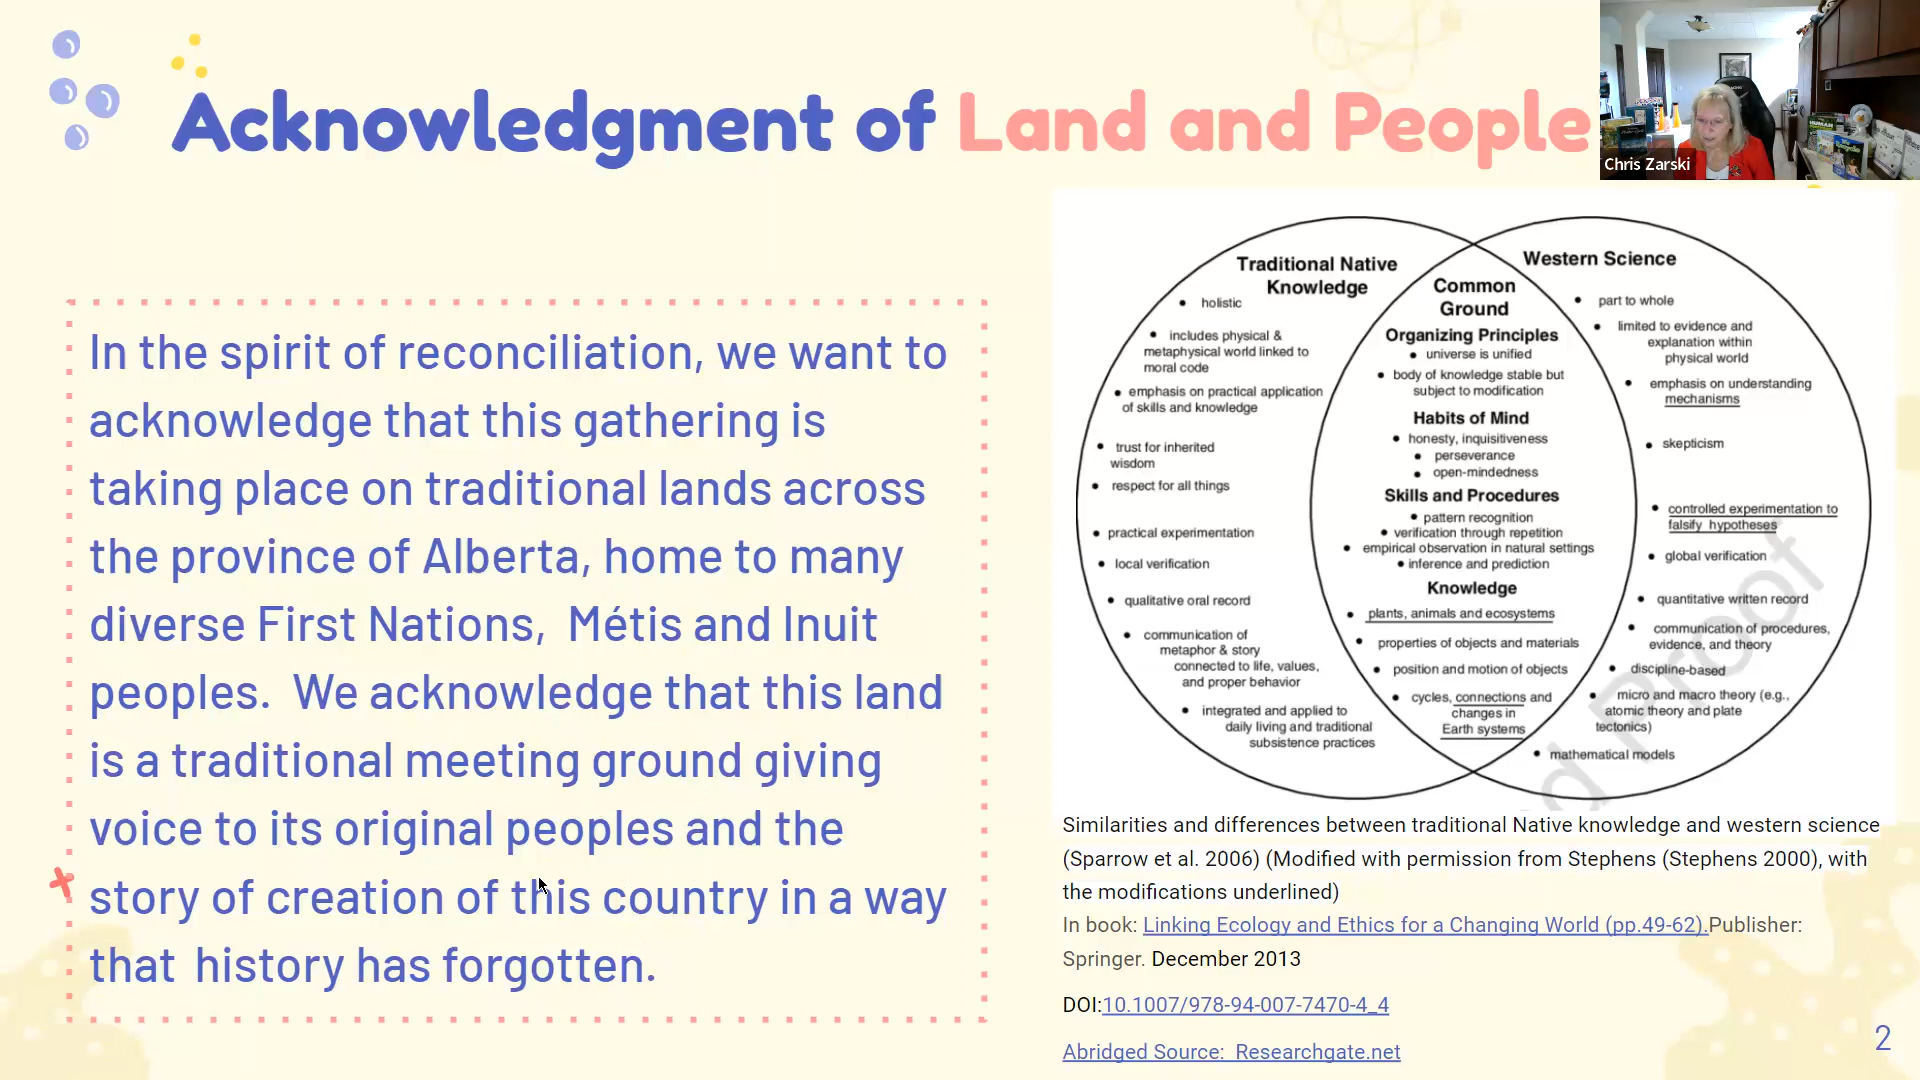 Acknowledgment of Land and People
Chris Zarski
In the spirit of reconciliation, we want to
acknowledge that this gathering is
taking place on traditional lands across
the province of Alberta, home to many
diverse First Nations,  Métis and Inuit
peoples.  We acknowledge that this land
is a traditional meeting ground giving
voice to its original peoples and the
story of creation of this country in a way
that  history has forgotten.
Traditional Native
Knowledge
• holistic
• includes physical &
metaphysical world linked to
moral code
• emphasis on practical application
of skills and knowledge
• trust for inherited
wisdom
• respect for all things
• practical experimentation
• local verification
• qualitative oral record
• communication of
metaphor & story
connected to life, values,
and proper behavior
• integrated and applied to
daily living and traditional
subsistence practices
Common
Ground
Organizing Principles
• universe is unified
• body of knowledge stable but
subject to modification
Habits of Mind
• honesty, inquisitiveness
• perseverance
• open-mindedness
Skills and Procedures
• pattern recognition
• verification through repetition
• empirical observation in natural settings
• inference and prediction
Knowledge
• plants, animals and ecosystems
• properties of objects and materials
• position and motion of objects
• cycles, connections and
changes in
Earth systems
Western Science
• part to whole
• limited to evidence and
explanation within
physical world
• emphasis on understanding
mechanisms
• skepticism
• controlled experimentation to
falsify hypotheses
• global verification
• quantitative written record
• communication of procedures,
evidence, and theory
• discipline-based
• micro and macro theory (e.g.,
atomic theory and plate
tectonics)
• mathematical models
d Proof
Similarities and differences between traditional Native knowledge and western science
(Sparrow et al. 2006) (Modified with permission from Stephens (Stephens 2000), with
the modifications underlined)
In book: Linking Ecology and Ethics for a Changing World (pp.49-62).Publisher:
Springer. December 2013
DOI:10.1007/978-94-007-7470-4_4
Abridged Source:  Researchgate.net
2